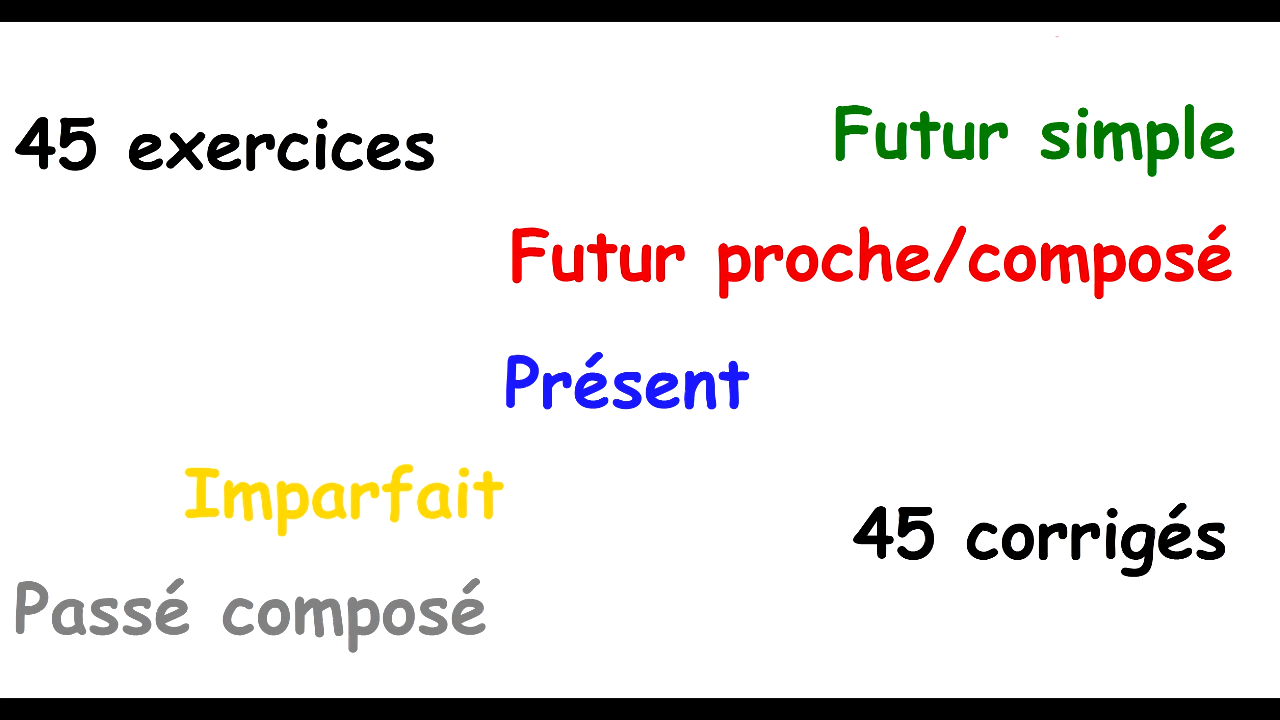 45 exercices
Futur simple
Futur proche/composé
Présent
Imparfait
45 corrigés
Passé composé